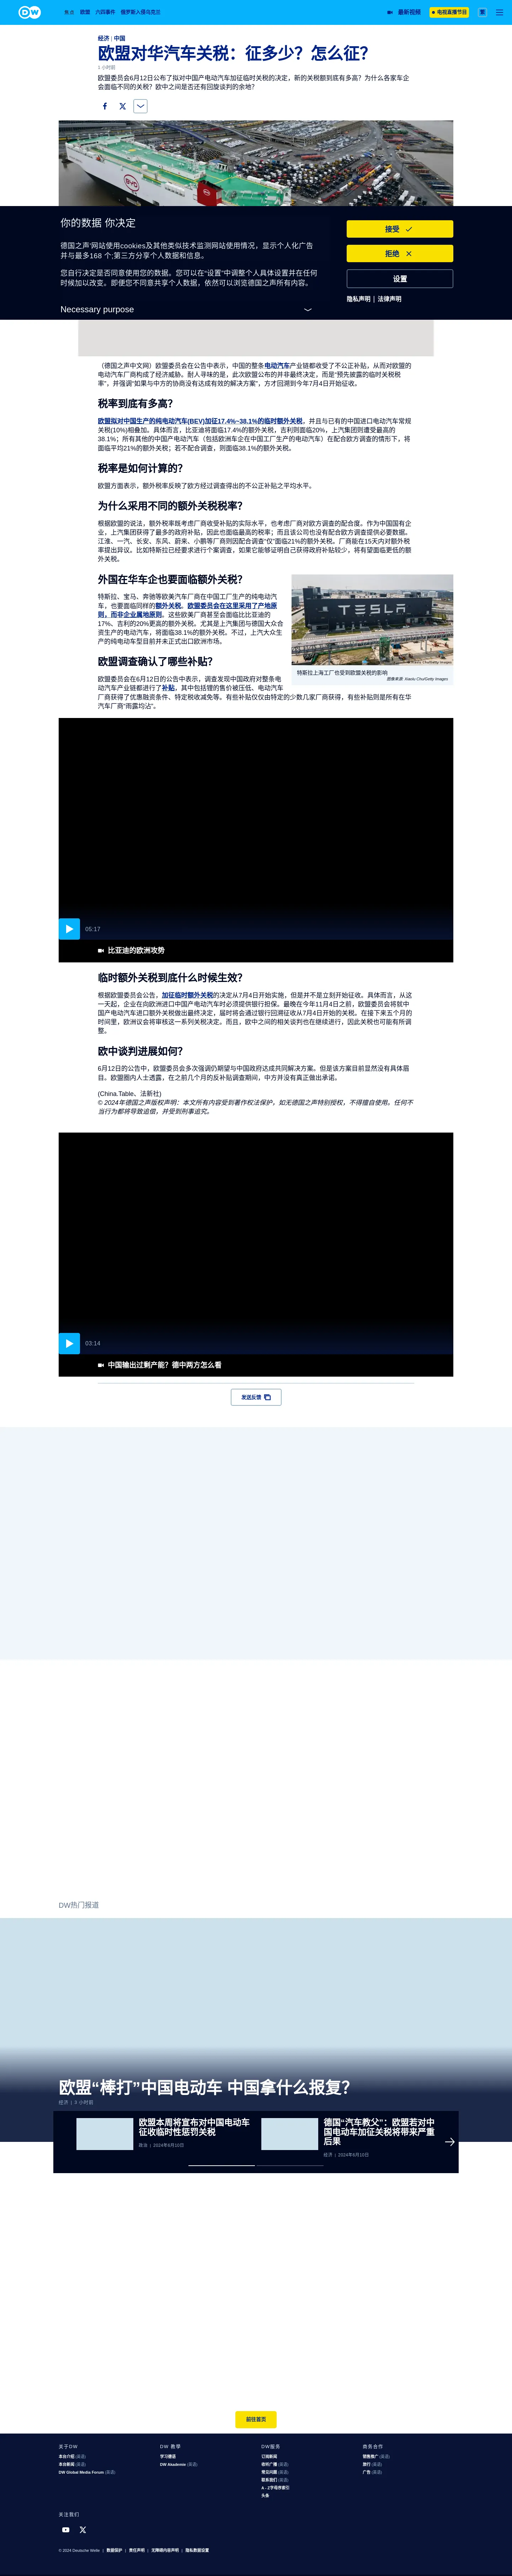 DW
教育 欧盟 六四事件 俄罗斯入侵乌克兰
最新视频 电视直播节目 繁
经济 | 中国
欧盟对华汽车关税：征多少？怎么征？
1 小时前
欧盟委员会6月12日公布了拟对中国产电动汽车加征临时关税的决定，新的关税额到底有多高？为什么各家车企
会面临不同的关税？欧中之间是否还有回旋谈判的余地？
你的数据 你决定
德国之声'网站使用cookies及其他类似技术监测网站使用情况，显示个人化广告
并与最多168 个;第三方分享个人数据和信息。
您自行决定是否同意使用您的数据。您可以在“设置”中调整个人具体设置并在任何
时候加以改变。即便您不同意共享个人数据，依然可以浏览德国之声所有内容。
Necessary purpose
接受
拒绝
设置
隐私声明 | 法律声明
（德国之声中文网）欧盟委员会在公告中表示，中国的整条电动汽车产业链都收受了不公正补贴，从而对欧盟的
电动汽车厂商构成了经济威胁。耐人寻味的是，此次欧盟公布的并非最终决定，而是“预先披露的临时关税税
率”，并强调“如果与中方的协商没有达成有效的解决方案”，方才回溯到今年7月4日开始征收。
税率到底有多高？
欧盟拟对中国生产的纯电动汽车(BEV)加征17.4%~38.1%的临时额外关税，并且与已有的中国进口电动汽车常规
关税(10%)相叠加。具体而言，比亚迪将面临17.4%的额外关税，吉利则面临20%，上汽集团则遭受最高的
38.1%；所有其他的中国产电动汽车（包括欧洲车企在中国工厂生产的电动汽车）在配合欧方调查的情形下，将
面临平均21%的额外关税；若不配合调查，则面临38.1%的额外关税。
税率是如何计算的？
欧盟方面表示，额外税率反映了欧方经过调查得出的不公正补贴之平均水平。
为什么采用不同的额外关税税率？
根据欧盟的说法，额外税率既考虑厂商收受补贴的实际水平，也考虑厂商对欧方调查的配合度。作为中国国有企
业，上汽集团获得了最多的政府补贴，因此也面临最高的税率；而且该公司也没有配合欧方调查提供必要数据。
江淮、一汽、长安、东风、蔚来、小鹏等厂商则因配合调查“仅”面临21%的额外税率。欧盟方面今后可能对额外税
率提出异议。比如特斯拉已经要求进行个案调查，如果它能够证明自己获得政府补贴较少，将有望面临更低的额
外关税。
外国在华车企也要面临额外关税？
特斯拉、宝马、奔驰等欧美汽车厂商在中国工厂生产的纯电动汽
车，也要面临同样的额外关税。欧盟委员会在这里采用了产地原
则，而非企业属地原则。这些欧美厂商甚至会面临比比亚迪的
17%、吉利的20%更高的额外关税。尤其是上汽集团与德国大众合
资生产的电动汽车，将面临38.1%的额外关税。不过，上汽大众生
产的纯电动车型目前并未正式出口欧洲市场。
TESLA
特斯拉上海工厂也受到欧盟关税的影响
图像来源: Xiaolu Chu/Getty Images
欧盟调查确认了哪些补贴？
欧盟委员会在6月12日的公告中表示，调查发现中国政府对整条电
动汽车产业链都进行了补贴，其中包括锂的售价被压低、电动汽车
厂商获得了优惠融资条件、特定税收减免等。有些补贴仅仅由特定的少数几家厂商获得，有些补贴则是所有在华
汽车厂商“雨露均沾”。
05:17
比亚迪的欧洲攻势
临时额外关税到底什么时候生效？
根据欧盟委员会公告，加征临时额外关税的决定从7月4日开始实施，但是并不是立刻开始征收。具体而言，从这
一天起，企业在向欧洲进口中国产电动汽车时必须提供银行担保。最晚在今年11月4日之前，欧盟委员会将就中
国产电动汽车进口额外关税做出最终决定，届时将会通过银行回溯征收从7月4日开始的关税。在接下来五个月的
时间里，欧洲议会将审核这一系列关税决定。而且，欧中之间的相关谈判也在继续进行，因此关税也可能有所调
整。
欧中谈判进展如何？
6月12日的公告中，欧盟委员会多次强调仍期望与中国政府达成共同解决方案。但是该方案目前显然没有具体眉
目。欧盟圈内人士透露，在之前几个月的反补贴调查期间，中方并没有真正做出承诺。
(China.Table、法新社)
© 2024年德国之声版权声明：本文所有内容受到著作权法保护，如无德国之声特别授权，不得擅自使用。任何不
当行为都将导致追偿，并受到刑事追究。
03:14
中国输出过剩产能？德中两方怎么看
发送反馈
DW热门报道
欧盟“棒打”中国电动车 中国拿什么报复？
经济 | 3 小时前
欧盟本周将宣布对中国电动车
征收临时性惩罚关税
政治 | 2024年6月10日
德国“汽车教父”：欧盟若对中
国电动车加征关税将带来严重
后果
经济 | 2024年6月10日
前往首页
关于DW
本台介绍 (英语)
本台新闻 (英语)
DW Global Media Forum (英语)
DW 教學
学习德语
DW Akademie (英语)
DW服务
订阅新闻
收听广播 (英语)
常见问题 (英语)
联系我们 (英语)
A - Z字母序索引
头条
商务合作
销售推广 (英语)
旅行 (英语)
广告 (英语)
关注我们
© 2024 Deutsche Welle | 数据保护 | 责任声明 | 无障碍内容声明 | 隐私数据设置